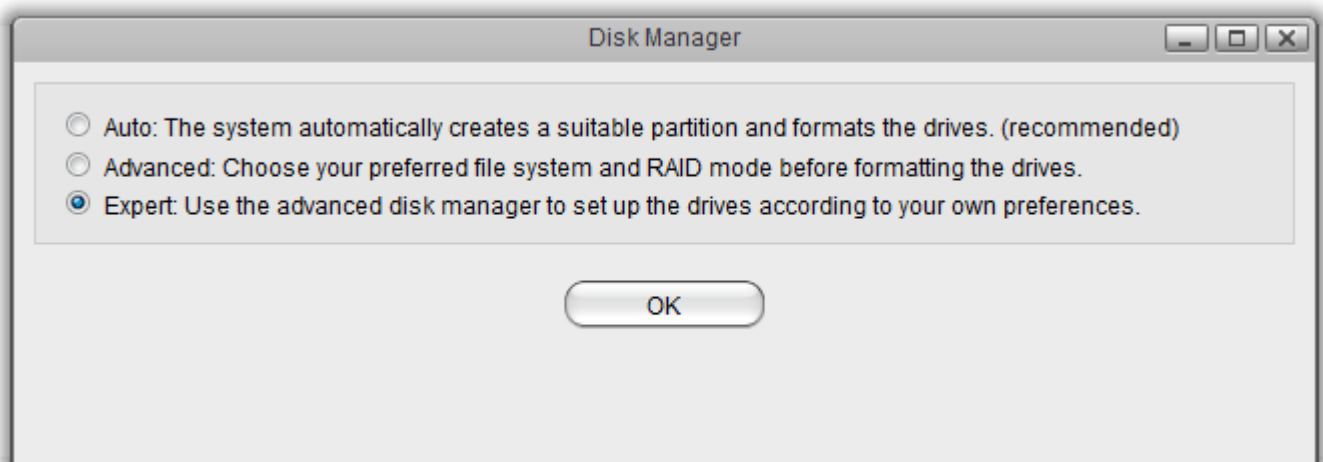 Disk Manager
Auto: The system automatically creates a suitable partition and formats the drives. (recommended)
Advanced: Choose your preferred file system and RAID mode before formatting the drives.
Expert: Use the advanced disk manager to set up the drives according to your own preferences.
OK